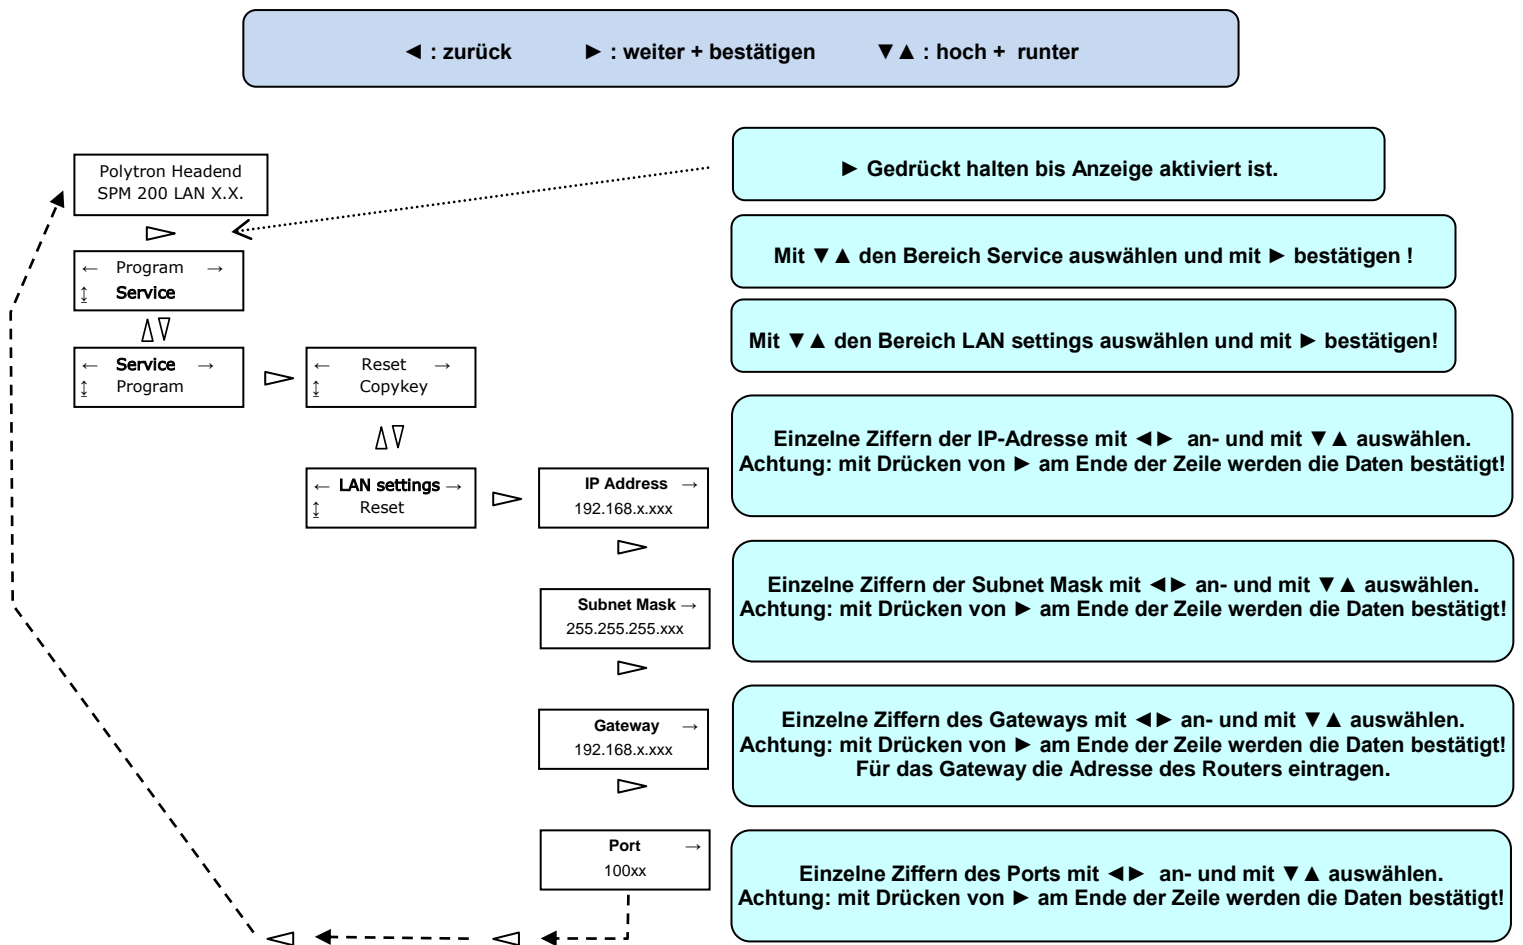 ◄ : zurück ► : weiter + bestätigen ▼▲ : hoch + runter
Polytron Headend
SPM 200 LAN X.X.
► Gedrückt halten bis Anzeige aktiviert ist.
← Program →
↨ Service
Mit ▼▲ den Bereich Service auswählen und mit ► bestätigen !
Mit ▼▲ den Bereich LAN settings auswählen und mit ► bestätigen!
← Service →
↨ Program
← Reset →
↨ Copykey
← LAN settings →
↨ Reset
IP Address →
192.168.x.xxx
Einzelne Ziffern der IP-Adresse mit ◄► an- und mit ▼▲ auswählen.
Achtung: mit Drücken von ► am Ende der Zeile werden die Daten bestätigt!
Subnet Mask →
255.255.255.xxx
Einzelne Ziffern der Subnet Mask mit ◄► an- und mit ▼▲ auswählen.
Achtung: mit Drücken von ► am Ende der Zeile werden die Daten bestätigt!
Gateway →
192.168.x.xxx
Einzelne Ziffern des Gateways mit ◄► an- und mit ▼▲ auswählen.
Achtung: mit Drücken von ► am Ende der Zeile werden die Daten bestätigt!
Für das Gateway die Adresse des Routers eintragen.
Port →
100xx
Einzelne Ziffern des Ports mit ◄► an- und mit ▼▲ auswählen.
Achtung: mit Drücken von ► am Ende der Zeile werden die Daten bestätigt!